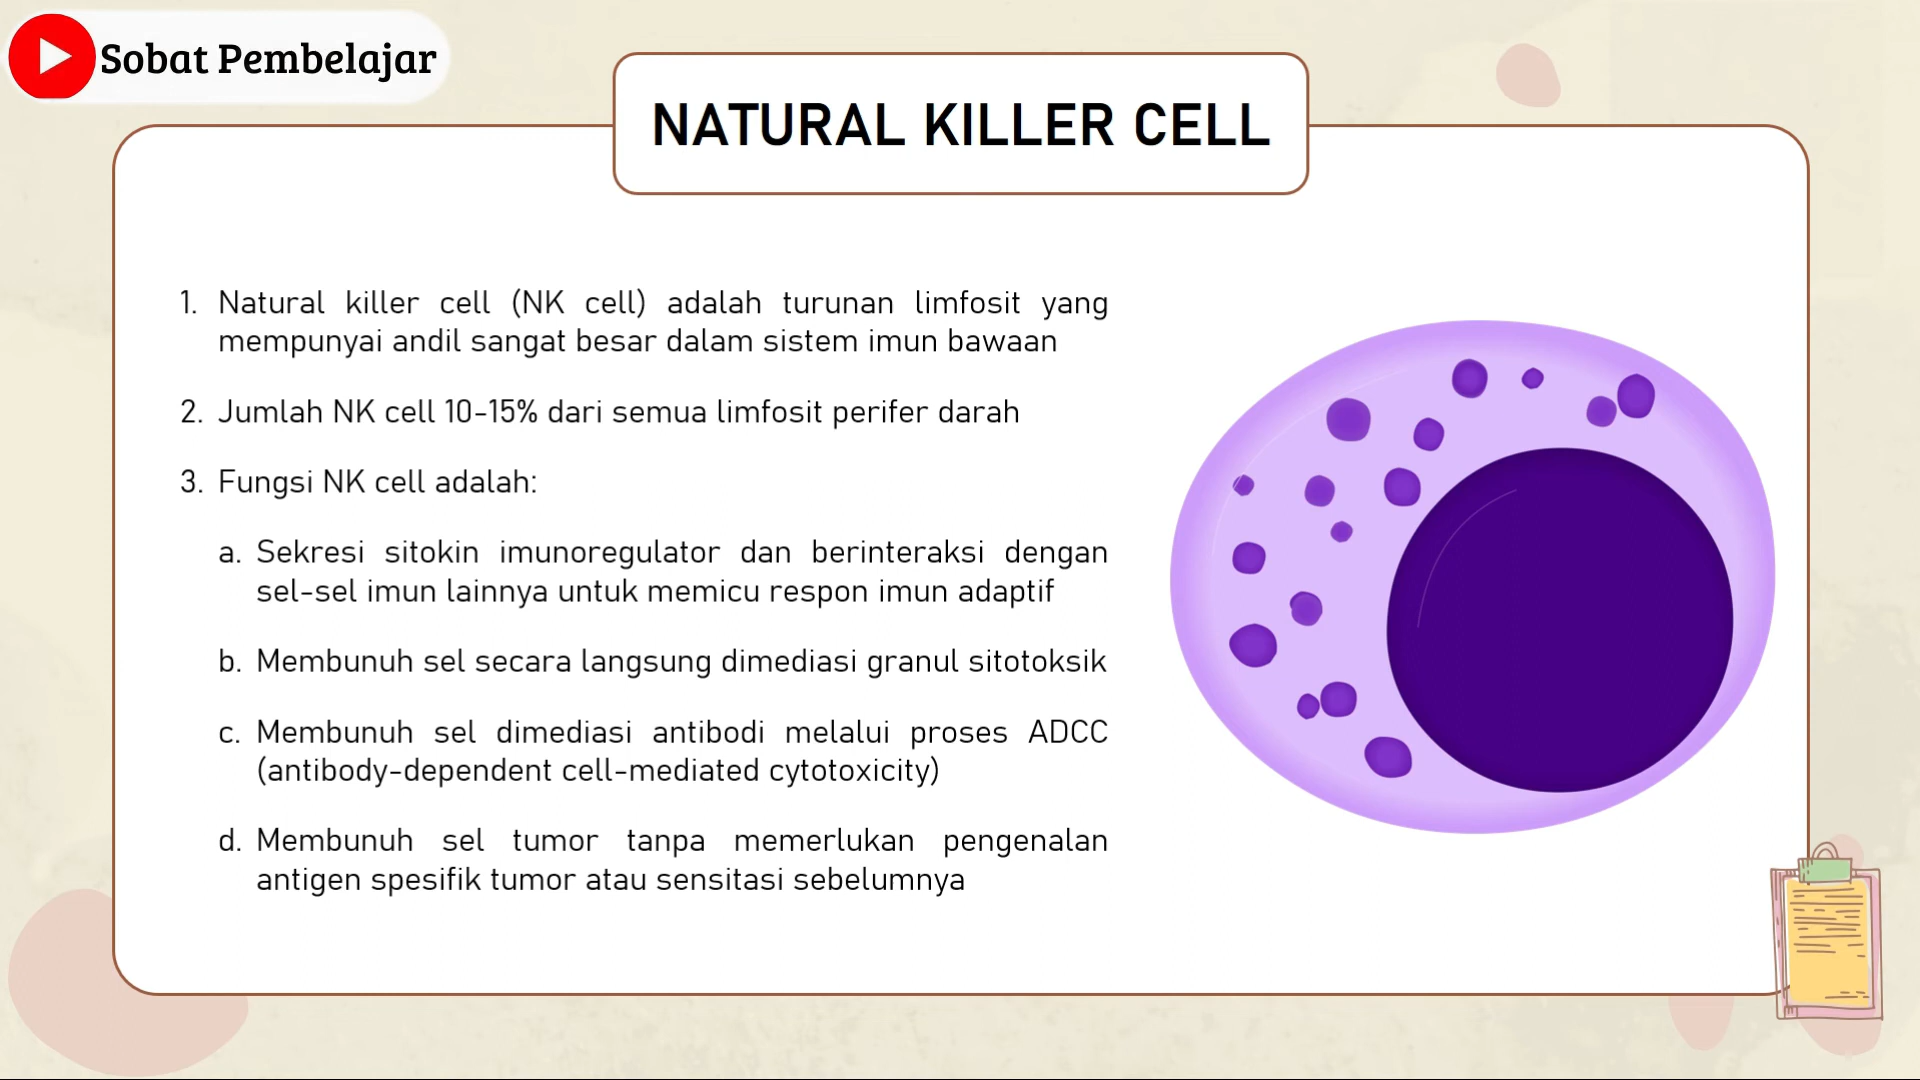 Sobat Pembelajar
NATURAL KILLER CELL
1. Natural killer cell (NK cell) adalah turunan limfosit yang
mempunyai andil sangat besar dalam sistem imun bawaan
2. Jumlah NK cell 10-15% dari semua limfosit perifer darah
3. Fungsi NK cell adalah:
a. Sekresi sitokin imunoregulator dan berinteraksi dengan
sel-sel imun lainnya untuk memicu respon imun adaptif
b. Membunuh sel secara langsung dimediasi granul sitotoksik
c. Membunuh sel dimediasi antibodi melalui proses ADCC
(antibody-dependent cell-mediated cytotoxicity)
d. Membunuh sel tumor tanpa memerlukan pengenalan
antigen spesifik tumor atau sensitasi sebelumnya